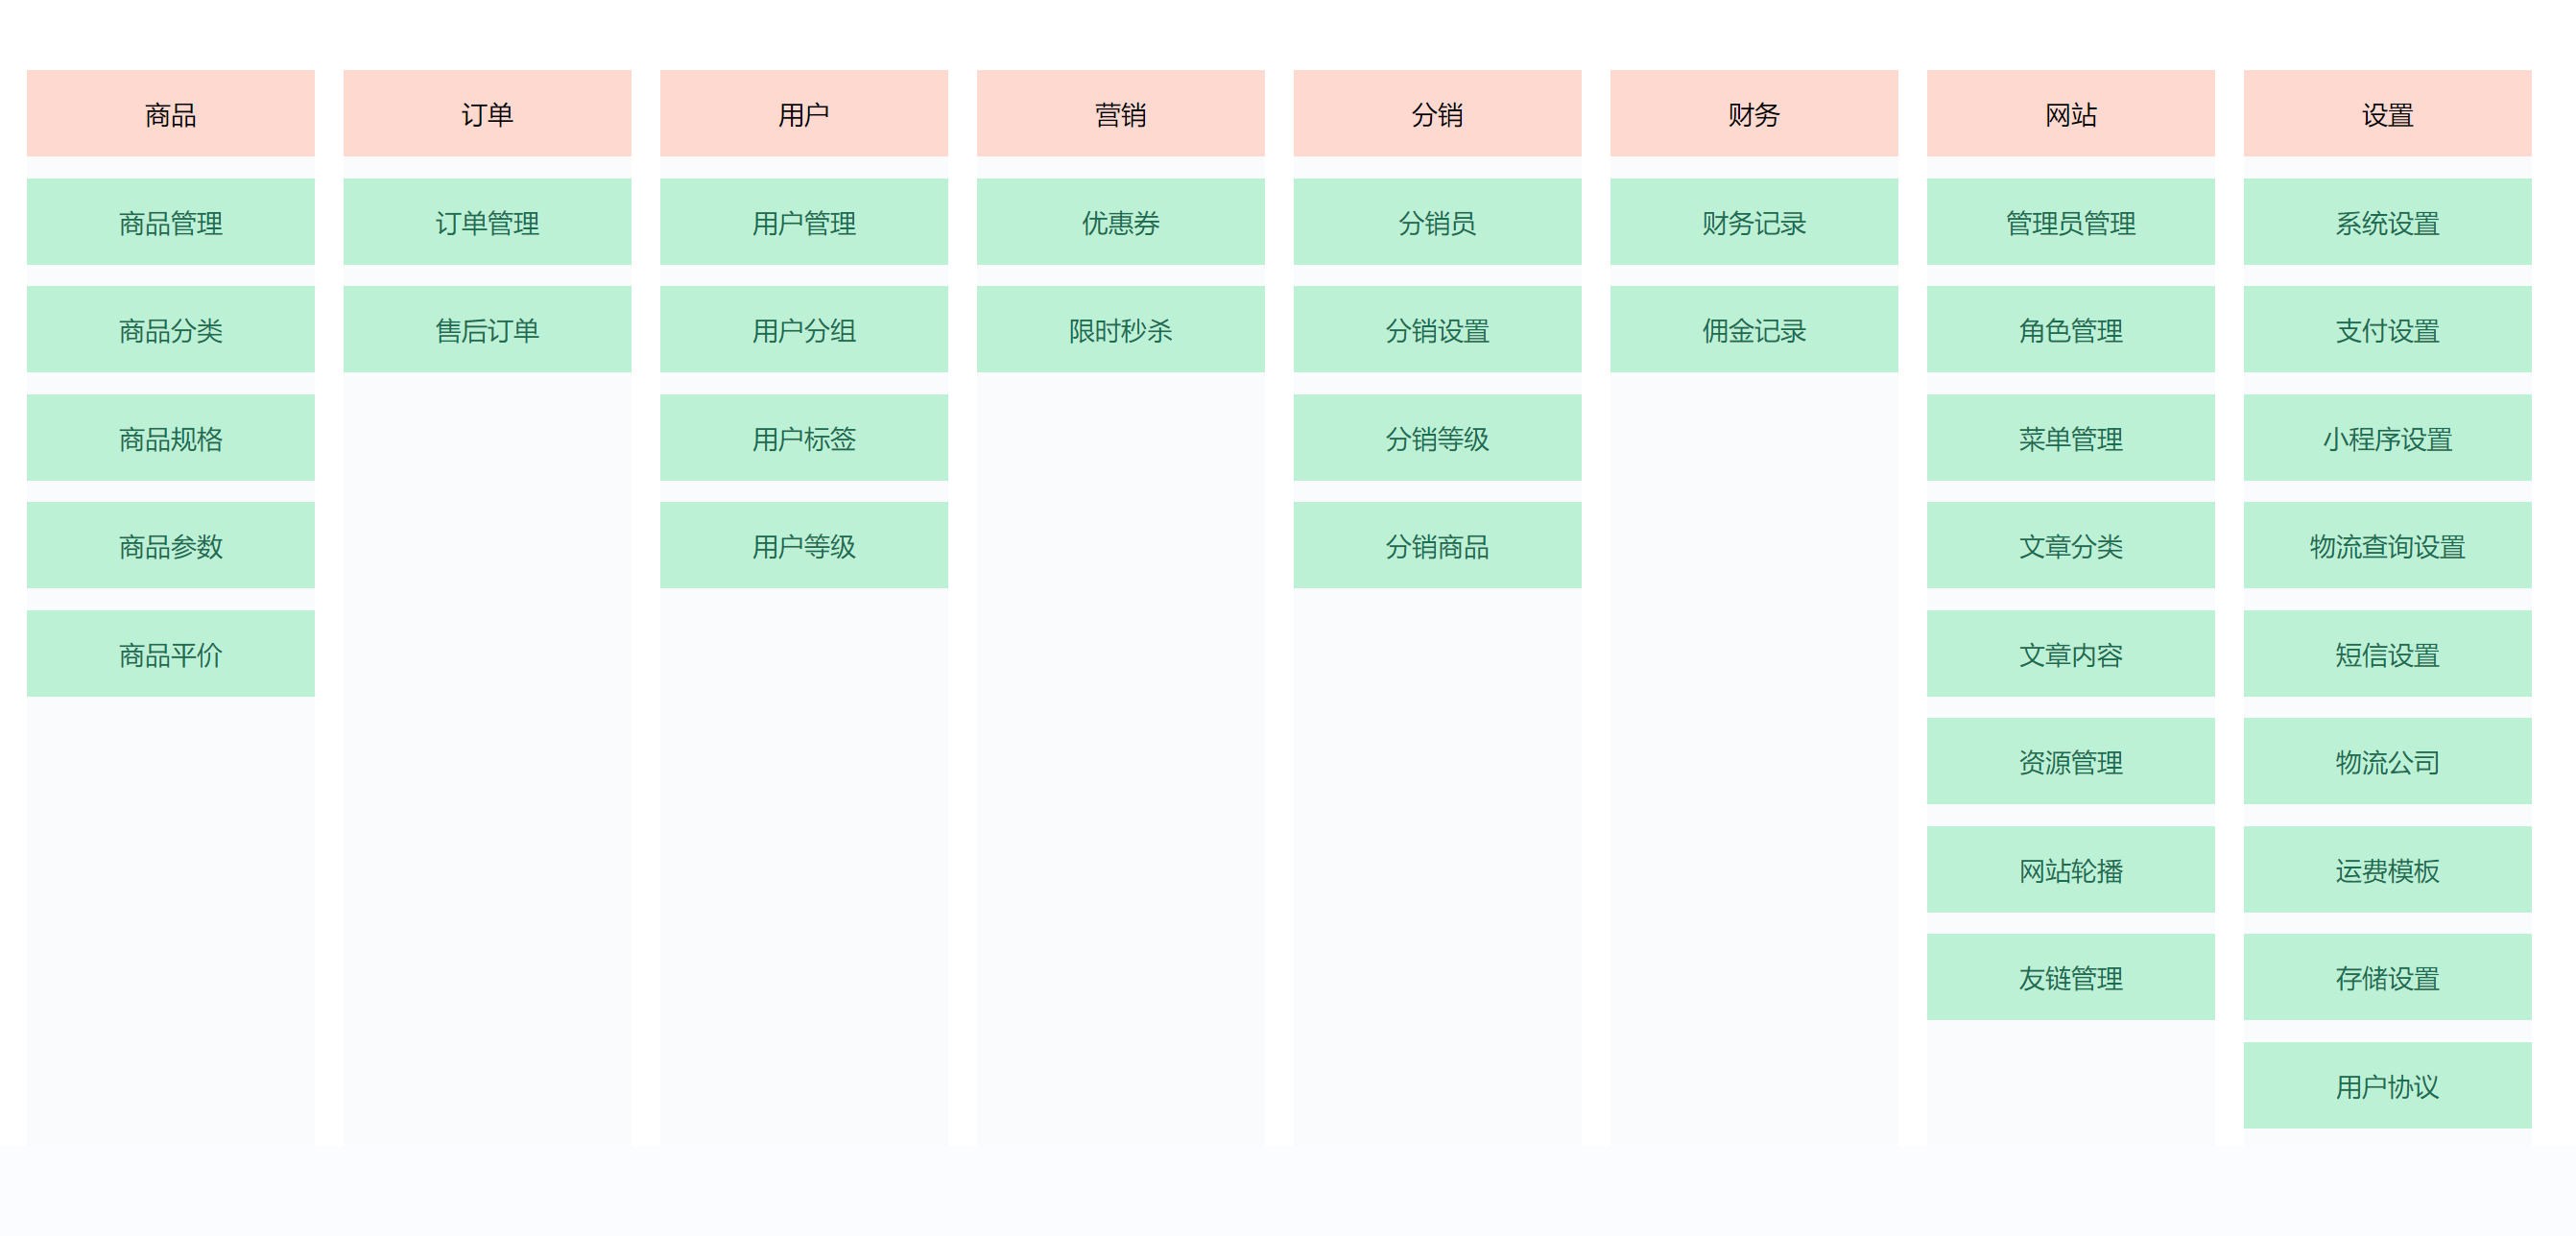 商品
商品管理
商品分类
商品规格
商品参数
商品平价
订单
订单管理
售后订单
用户
用户管理
用户分组
用户标签
用户等级
营销
优惠券
限时秒杀
分销
分销员
分销设置
分销等级
分销商品
财务
财务记录
佣金记录
网站
管理员管理
角色管理
菜单管理
文章分类
文章内容
资源管理
网站轮播
友链管理
设置
系统设置
支付设置
小程序设置
物流查询设置
短信设置
物流公司
运费模板
存储设置
用户协议